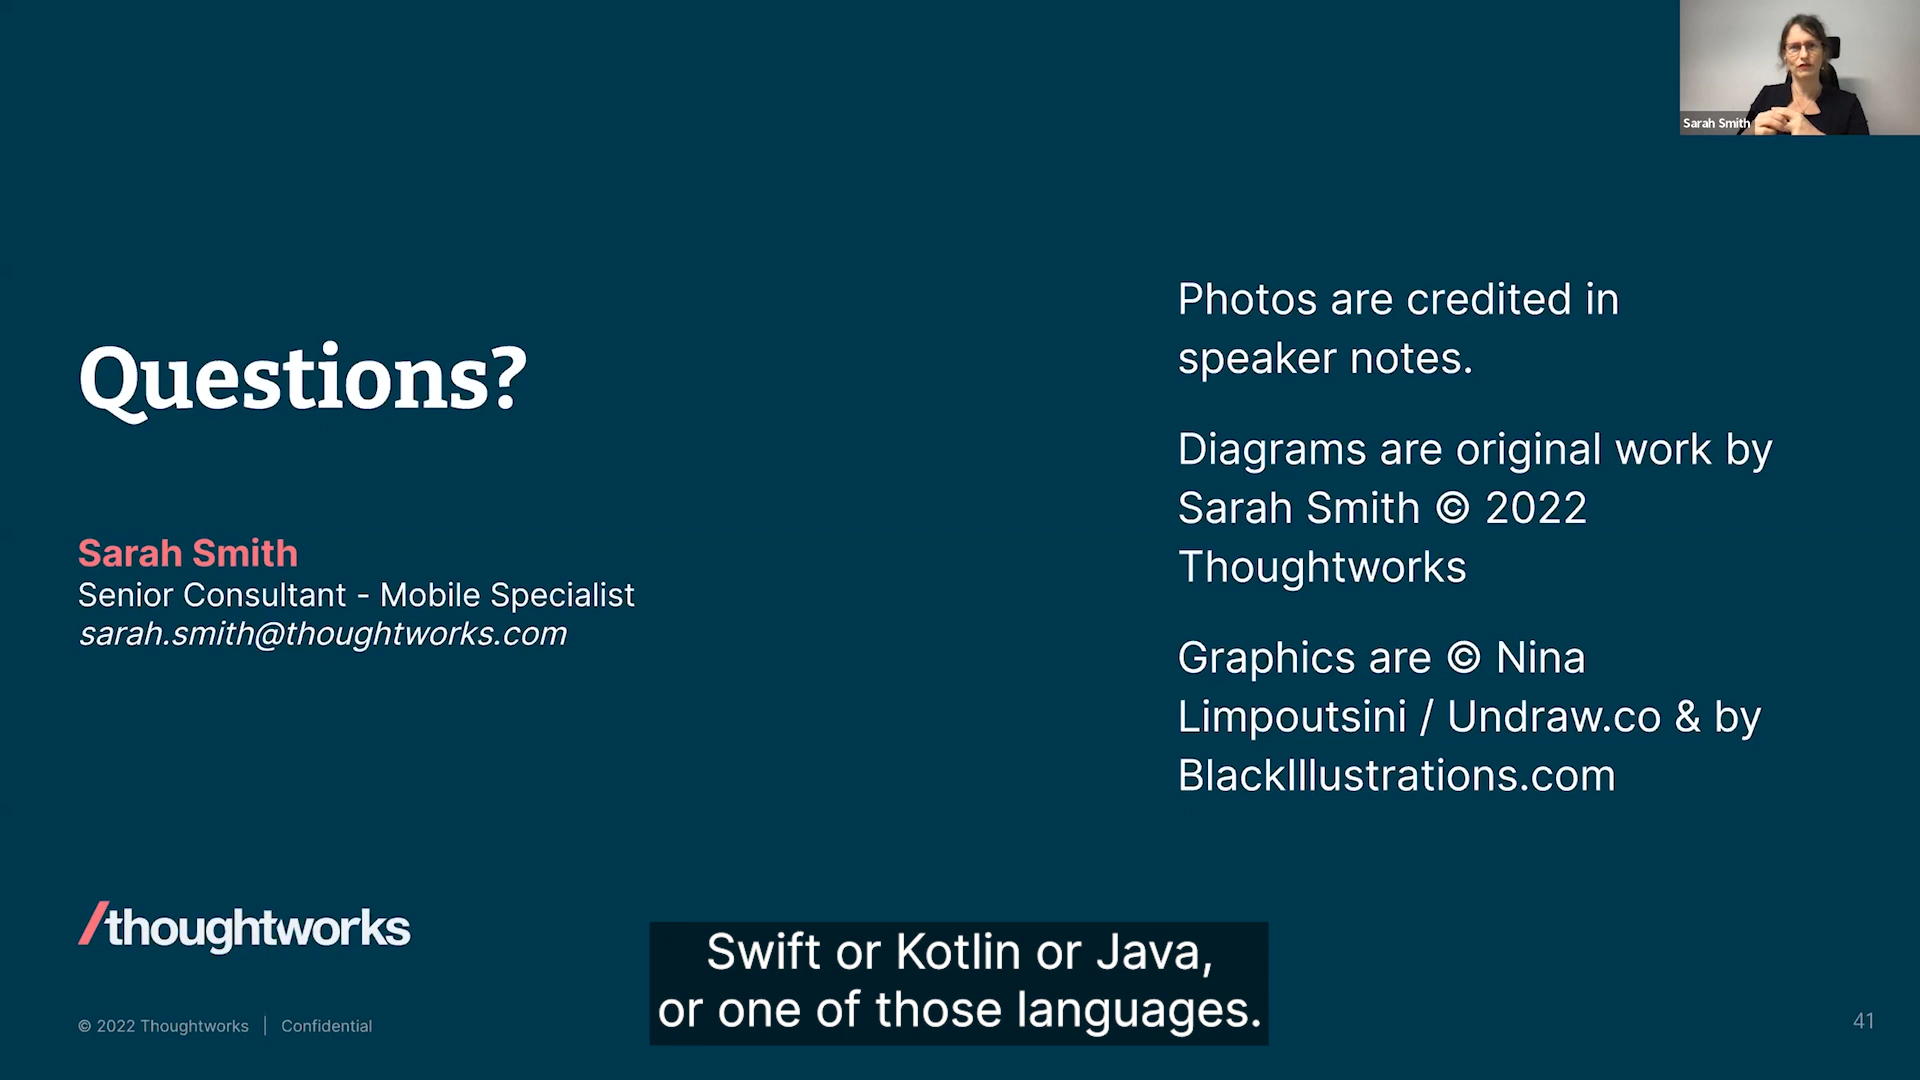 Sarah Smith
Questions?
Sarah Smith
Senior Consultant - Mobile Specialist
sarah.smith@thoughtworks.com
Photos are credited in
speaker notes.
Diagrams are original work by
Sarah Smith © 2022
Thoughtworks
Graphics are © Nina
Limpoutsini / Undraw.co & by
BlackIllustrations.com
/thoughtworks
Swift or Kotlin or Java,
or one of those languages.
© 2022 Thoughtworks | Confidential
41